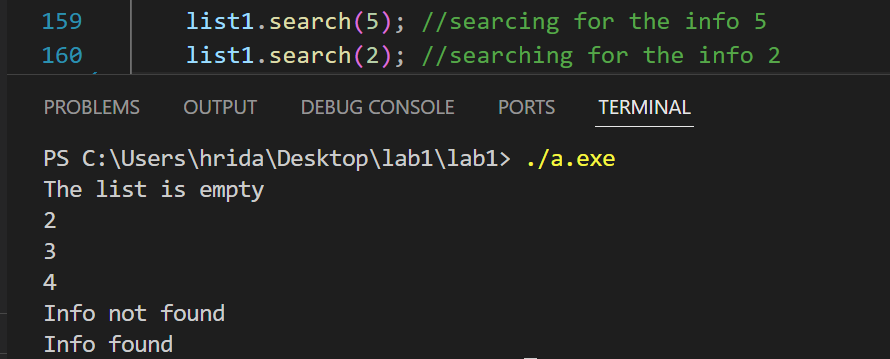 159 list1.search(5); //searcing for the info 5
160 list1.search(2); //searching for the info 2
PROBLEMS OUTPUT DEBUG CONSOLE PORTS TERMINAL
PS C:\Users\hrida\Desktop\lab1\lab1> ./a.exe
The list is empty
2
3
4
Info not found
Info found